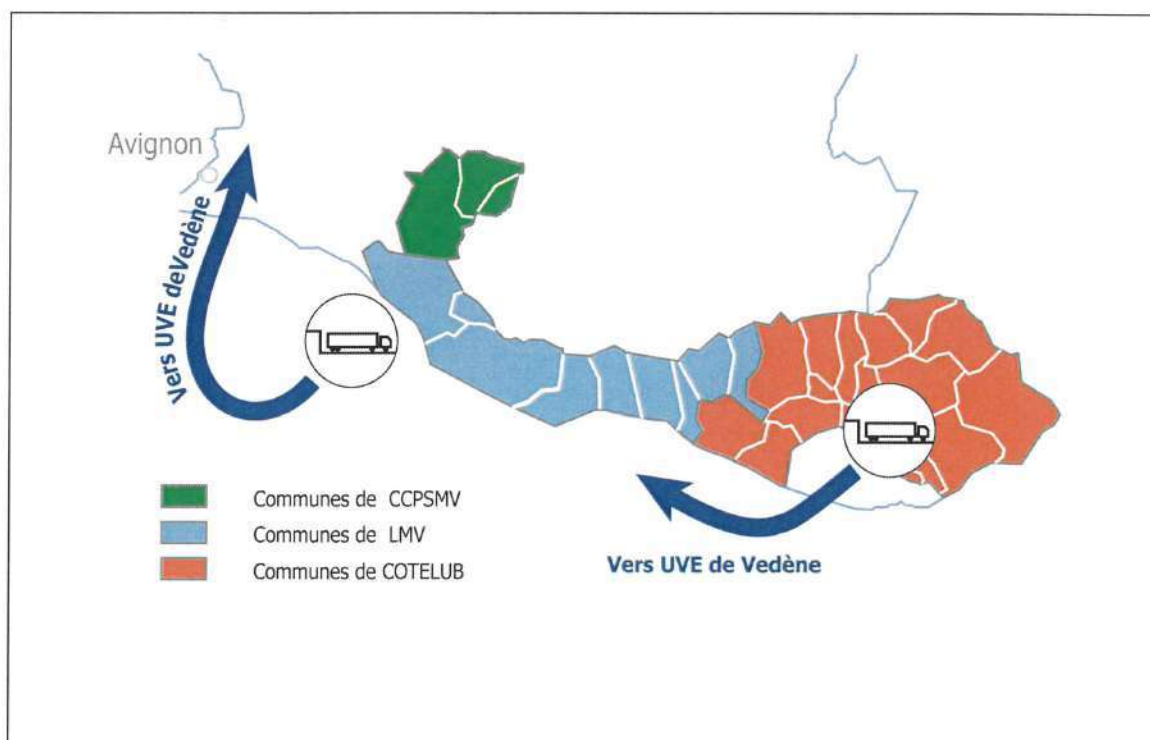 Avignon
Vers UVE deVedène
Communes de CCPSMV
Communes de LMV
Communes de COTELUB
Vers UVE de Vedène